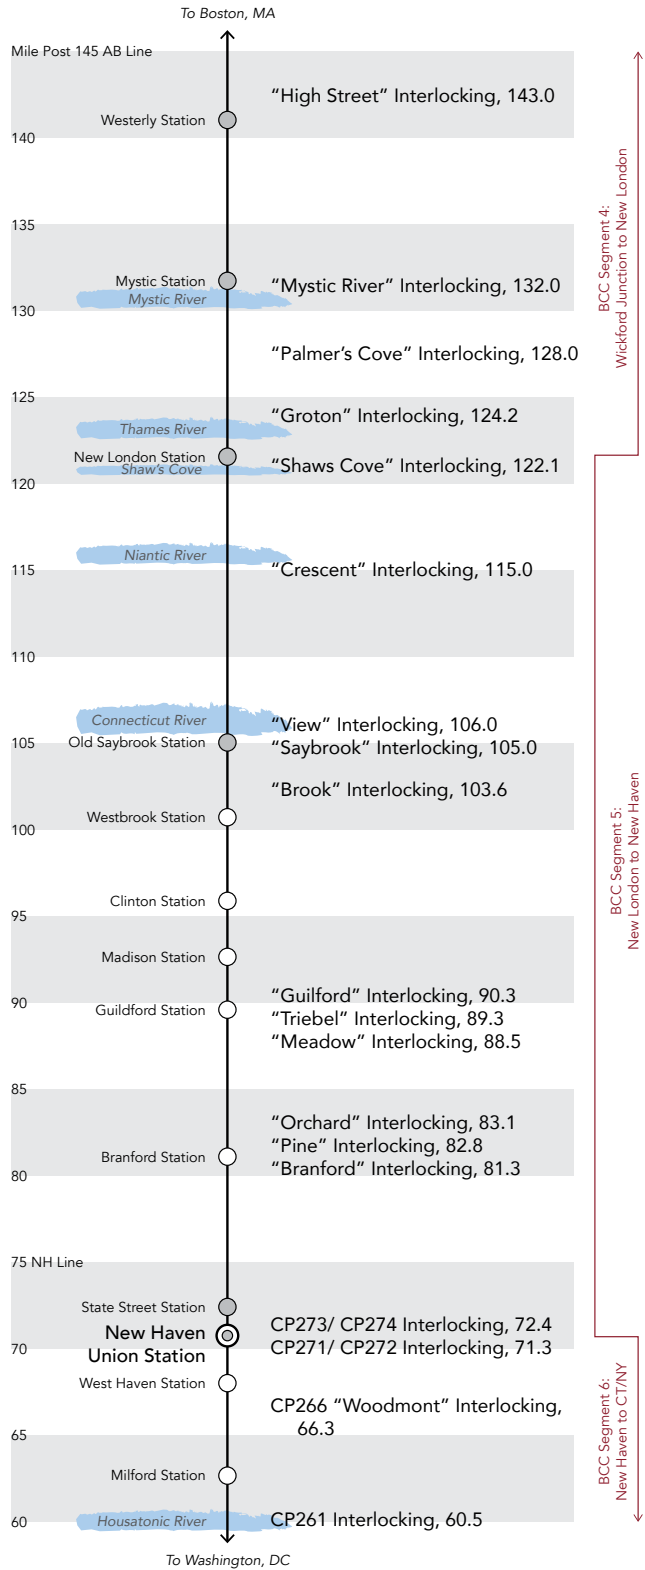 To Boston, MA
Mile Post 145 AB Line
“High Street” Interlocking, 143.0
Westerly Station
140
135
Mystic Station
“Mystic River” Interlocking, 132.0
Mystic River
130
“Palmer’s Cove” Interlocking, 128.0
125
“Groton” Interlocking, 124.2
Thames River
New London Station
“Shaws Cove” Interlocking, 122.1
Shaw’s Cove
120
Niantic River
“Crescent” Interlocking, 115.0
115
110
Connecticut River
“View” Interlocking, 106.0
105
Old Saybrook Station
“Saybrook” Interlocking, 105.0
“Brook” Interlocking, 103.6
Westbrook Station
100
Clinton Station
95
Madison Station
“Guilford” Interlocking, 90.3
90
Guildford Station
“Triebel” Interlocking, 89.3
“Meadow” Interlocking, 88.5
85
“Orchard” Interlocking, 83.1
“Pine” Interlocking, 82.8
Branford Station
“Branford” Interlocking, 81.3
80
75 NH Line
State Street Station
CP273/ CP274 Interlocking, 72.4
New Haven
Union Station
CP271/ CP272 Interlocking, 71.3
70
West Haven Station
CP266 “Woodmont” Interlocking,
66.3
65
Milford Station
Housatonic River
CP261 Interlocking, 60.5
60
To Washington, DC
BCC Segment 4:
Wickford Junction to New London
BCC Segment 5:
New London to New Haven
BCC Segment 6:
New Haven to CT/NY